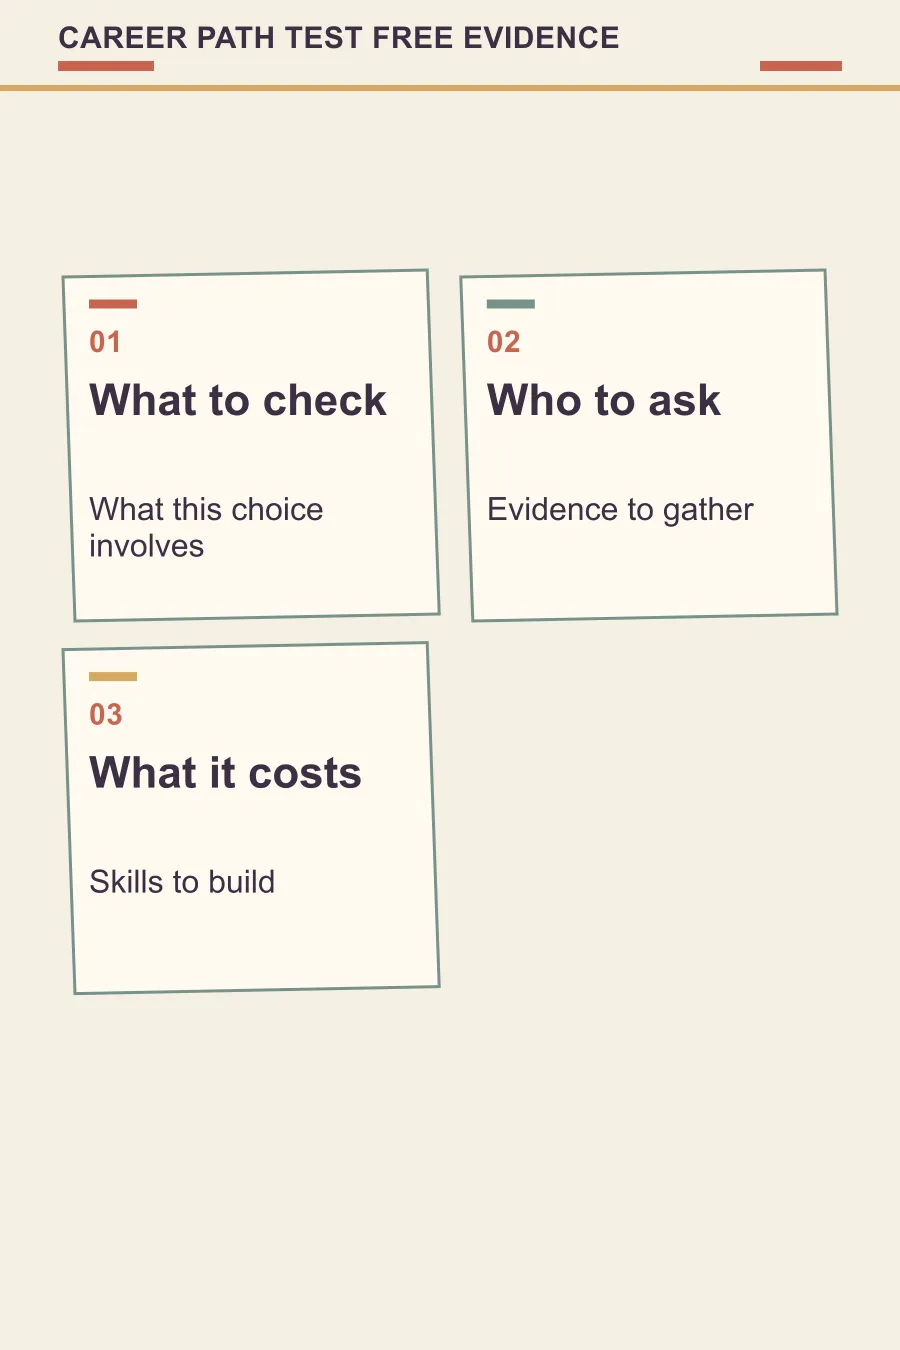 CAREER PATH TEST FREE EVIDENCE
01
What to check
What this choice
involves
02
Who to ask
Evidence to gather
03
What it costs
Skills to build